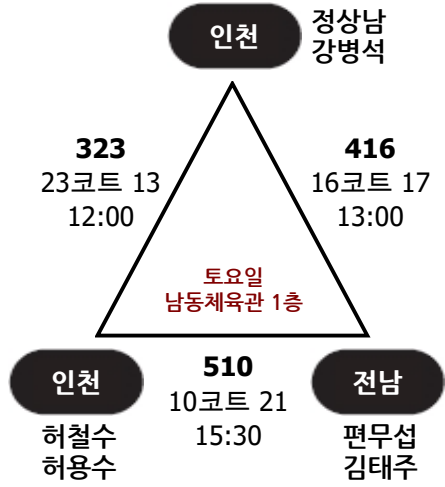 인천
정상남
강병석
323
23코트 13
12:00
416
16코트 17
13:00
토요일
남동체육관 1층
인천
허철수
허용수
510
10코트 21
15:30
전남
편무섭
김태주